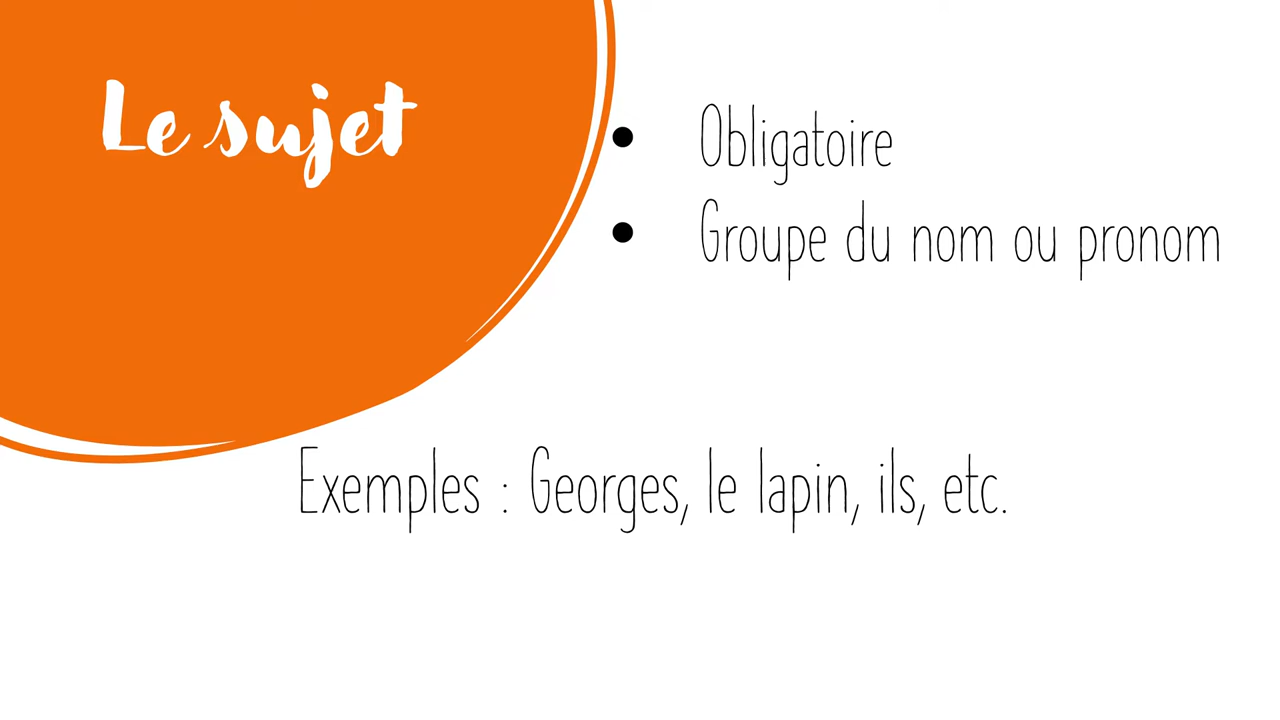 Le sujet
• Obligatoire
• Groupe du nom ou pronom
Exemples : Georges, le lapin, ils, etc.